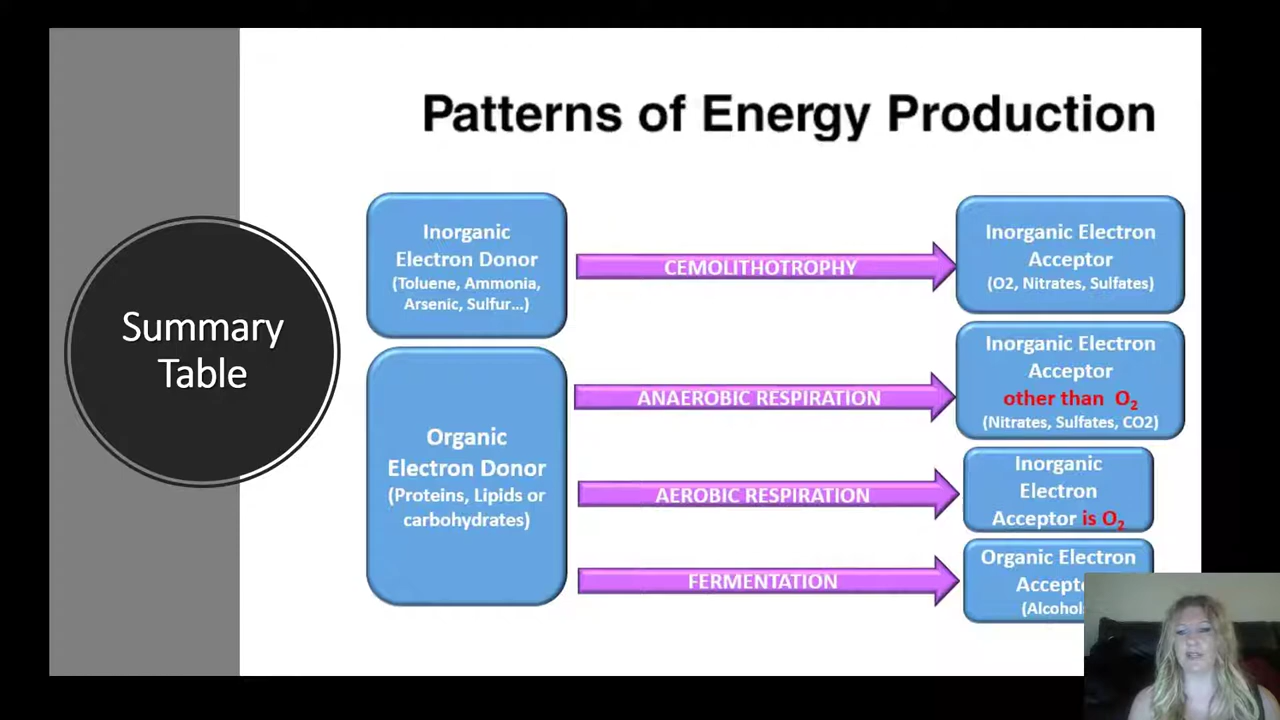 Patterns of Energy Production
Summary
Table
Inorganic
Electron Donor
(Toluene, Ammonia,
Arsenic, Sulfur...)
CEMOLITHOTROPHY
Inorganic Electron
Acceptor
(O2, Nitrates, Sulfates)
Organic
Electron Donor
(Proteins, Lipids or
carbohydrates)
ANAEROBIC RESPIRATION
Inorganic Electron
Acceptor
other than O₂
(Nitrates, Sulfates, CO2)
AEROBIC RESPIRATION
Inorganic
Electron
Acceptor is O₂
FERMENTATION
Organic Electron